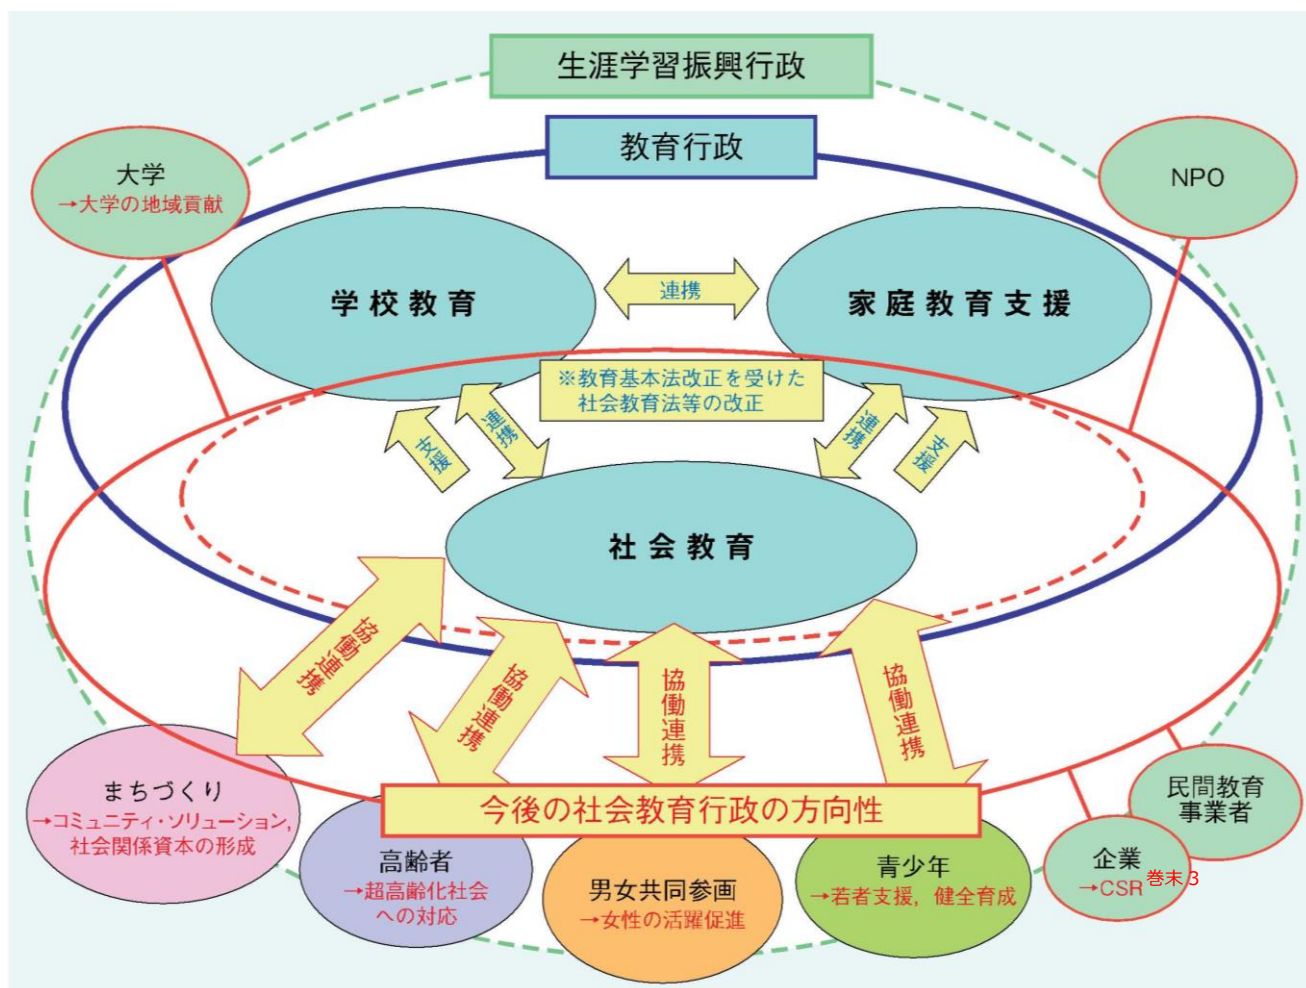 生涯学習振興行政
教育行政
大学
→大学の地域貢献
NPO
学校教育
連携
家庭教育支援
※教育基本法改正を受けた
社会教育法等の改正
支援
連携
連携
支援
社会教育
協働連携
協働連携
協働連携
協働連携
まちづくり
→コミュニティ・ソリューション,
社会関係資本の形成
今後の社会教育行政の方向性
高齢者
→超高齢化社会
への対応
男女共同参画
→女性の活躍促進
青少年
→若者支援，健全育成
企業
→CSR 巻末3
民間教育
事業者